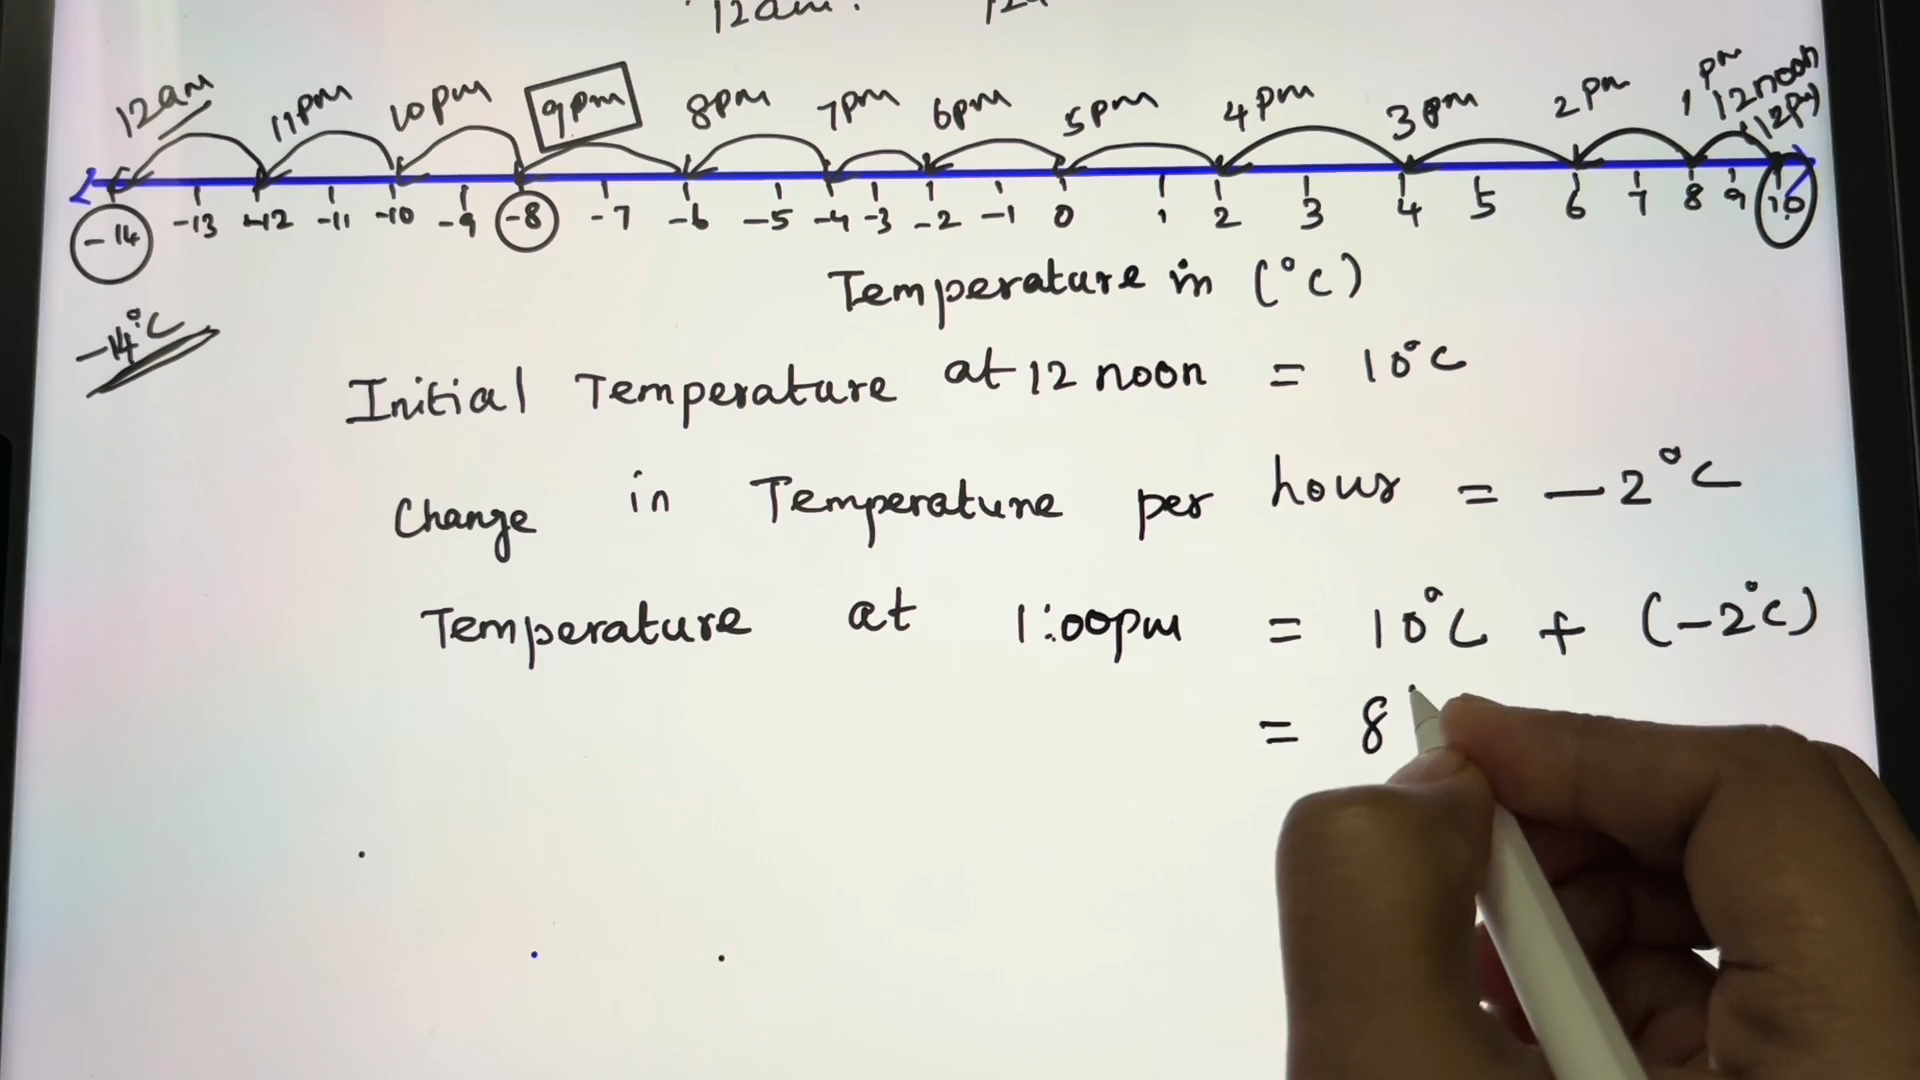 12am.
12am 11pm 10pm 9pm 8pm 7pm 6pm 5pm 4pm 3pm 2pm 1pm 12noon
(12p)
-14 -13 -12 -11 -10 -9 -8 -7 -6 -5 -4 -3 -2 -1 0 1 2 3 4 5 6 7 8 9 10
Temperature in (°C)
-14°C
Initial Temperature at 12 noon = 10°C
Change in Temperature per hour = -2°C
Temperature at 1:00pm = 10°C + (-2°C)
= 8